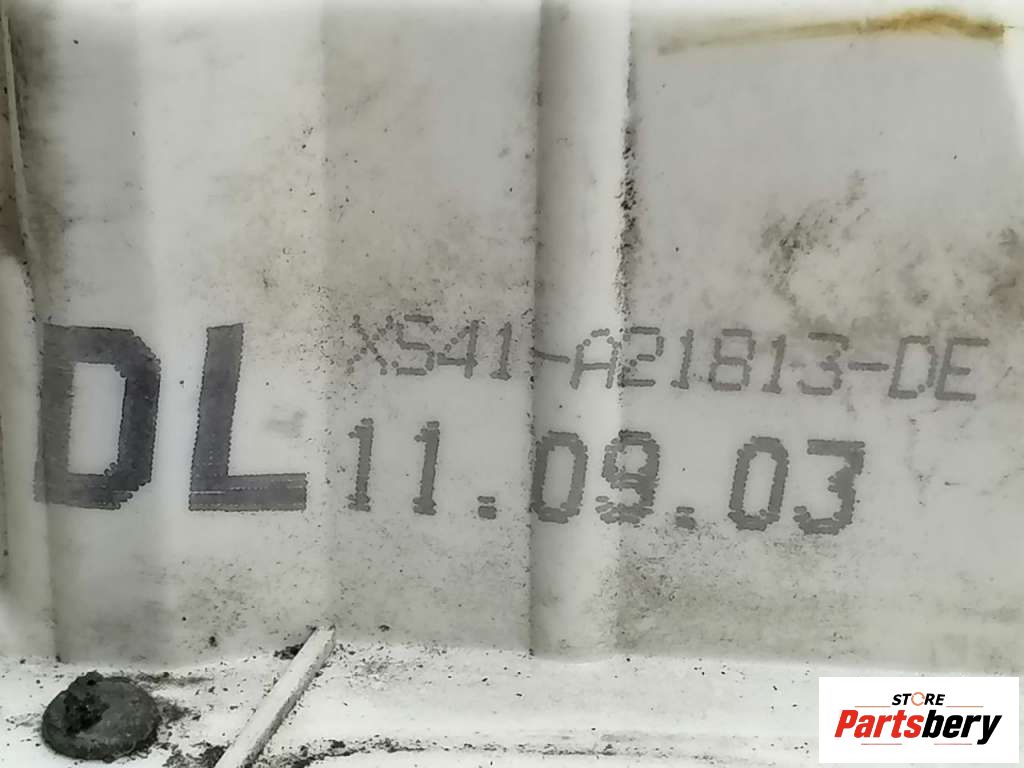 DL XS41-A21813-DE
11.09.03
STORE
Partsbery